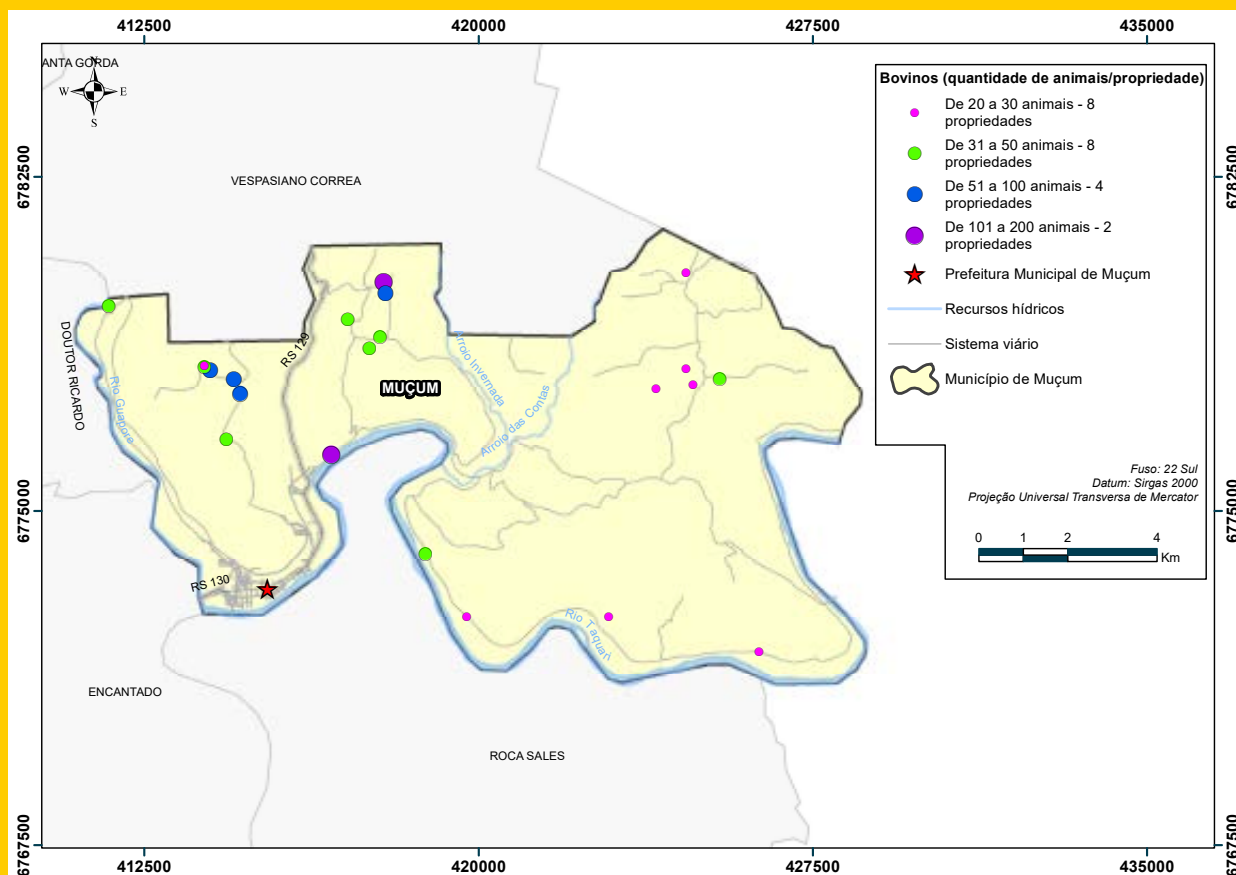 412500
420000
427500
435000
ANTA GORDA
N
W
E
S
6782500
6782500
VESPASIANO CORREA
DOUTOR RICARDO
RS 129
Rio Guaporé
MUÇUM
Arroio Invernada
Arroio das Contas
6775000
6775000
RS 130
Rio Taquari
ENCANTADO
ROCA SALES
6767500
6767500
412500
420000
427500
435000
Bovinos (quantidade de animais/propriedade)
De 20 a 30 animais - 8
propriedades
De 31 a 50 animais - 8
propriedades
De 51 a 100 animais - 4
propriedades
De 101 a 200 animais - 2
propriedades
Prefeitura Municipal de Muçum
Recursos hídricos
Sistema viário
Município de Muçum
Fuso: 22 Sul
Datum: Sirgas 2000
Projeção Universal Transversa de Mercator
0 1 2 4
Km